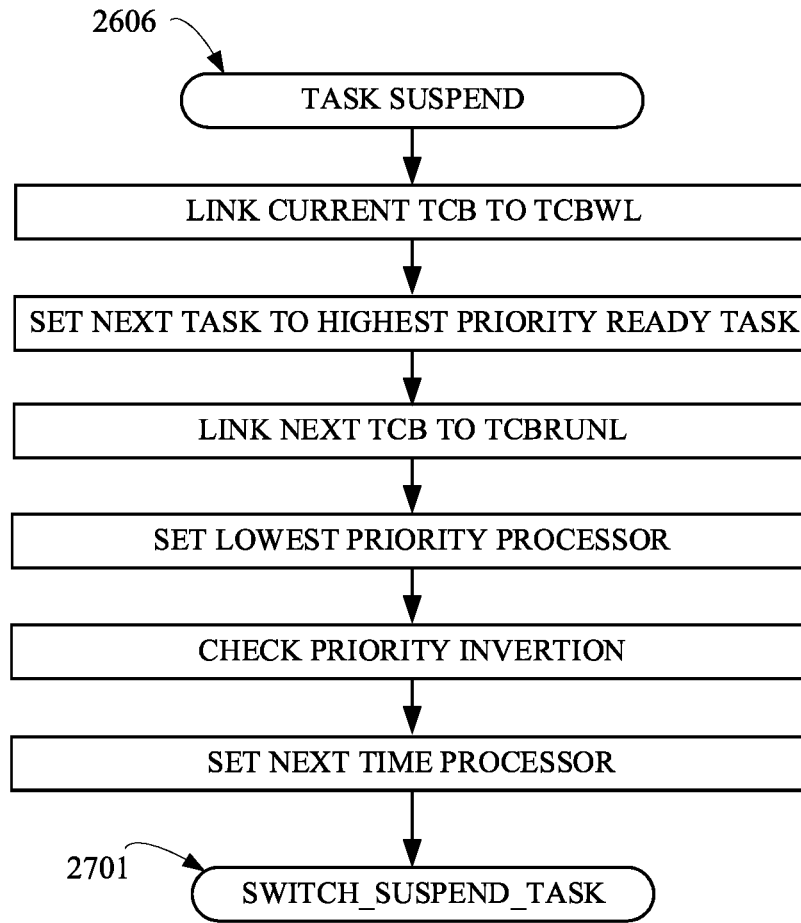 2606
TASK SUSPEND
LINK CURRENT TCB TO TCBWL
SET NEXT TASK TO HIGHEST PRIORITY READY TASK
LINK NEXT TCB TO TCBRUNL
SET LOWEST PRIORITY PROCESSOR
CHECK PRIORITY INVERTION
SET NEXT TIME PROCESSOR
2701
SWITCH_SUSPEND_TASK